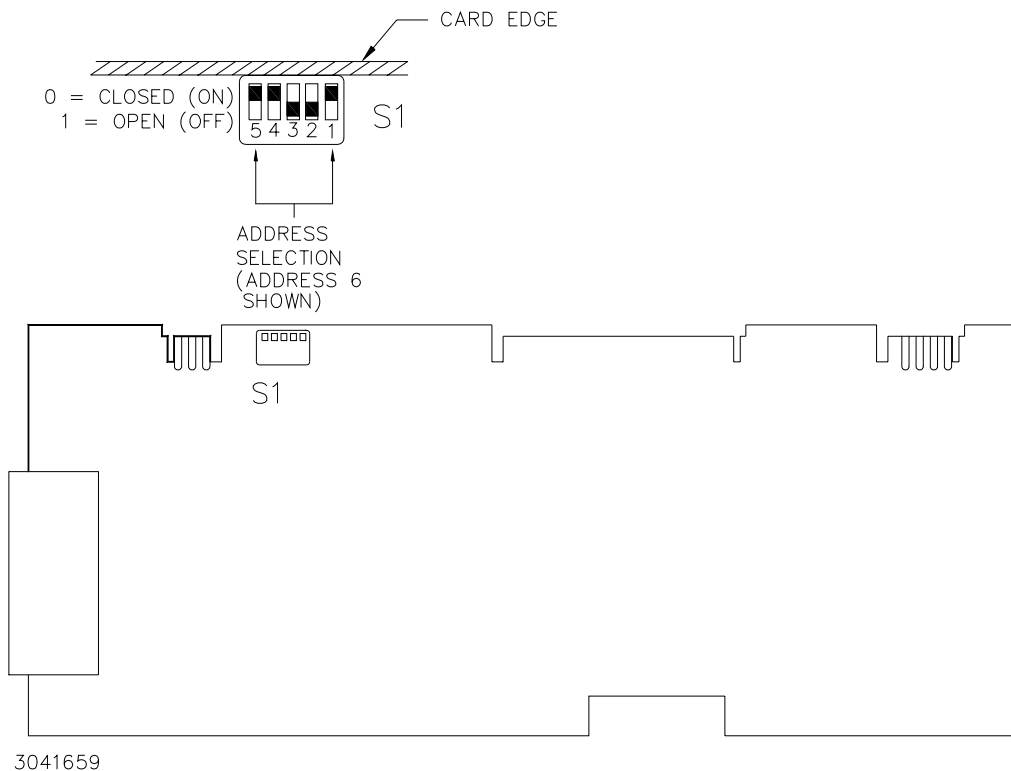 CARD EDGE
0 = CLOSED (ON)
1 = OPEN (OFF)
5 4 3 2 1
S1
ADDRESS
SELECTION
(ADDRESS 6
SHOWN)
S1
3041659